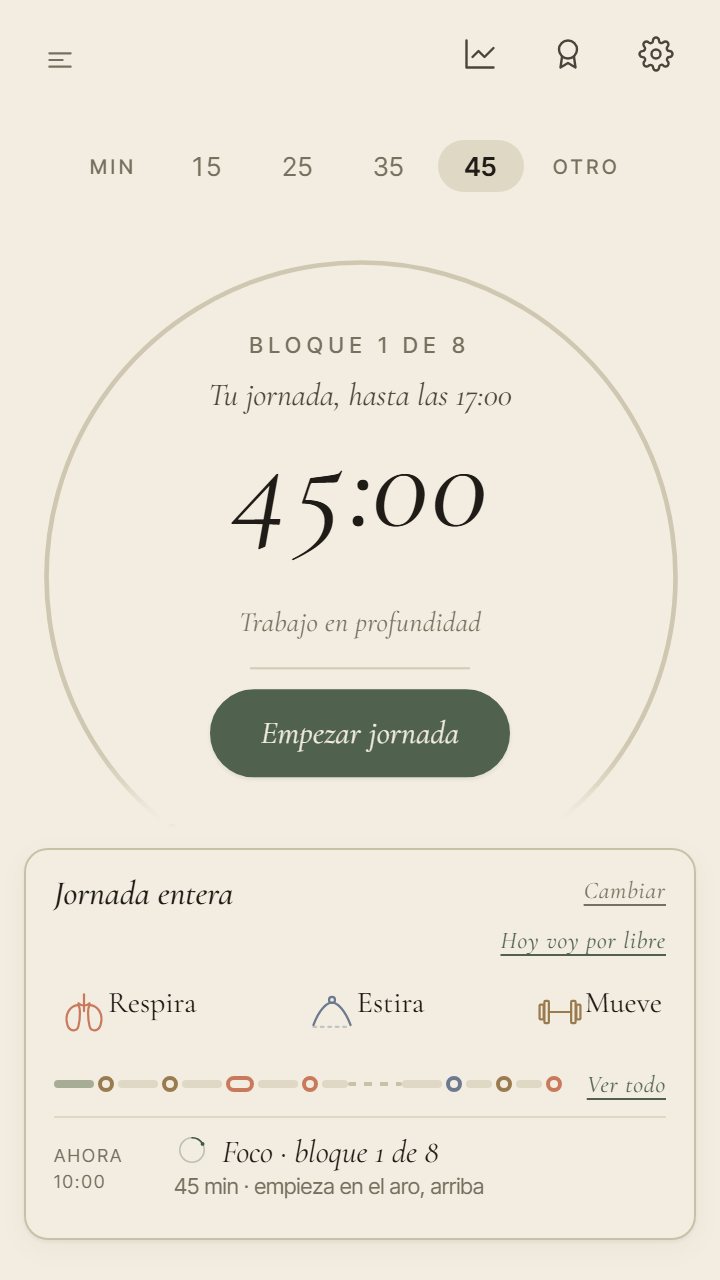 MIN 15 25 35 45 OTRO
BLOQUE 1 DE 8
Tu jornada, hasta las 17:00
45:00
Trabajo en profundidad
Empezar jornada
Jornada entera Cambiar
Hoy voy por libre
Respira Estira Mueve
Ver todo
AHORA Foco · bloque 1 de 8
10:00 45 min · empieza en el aro, arriba